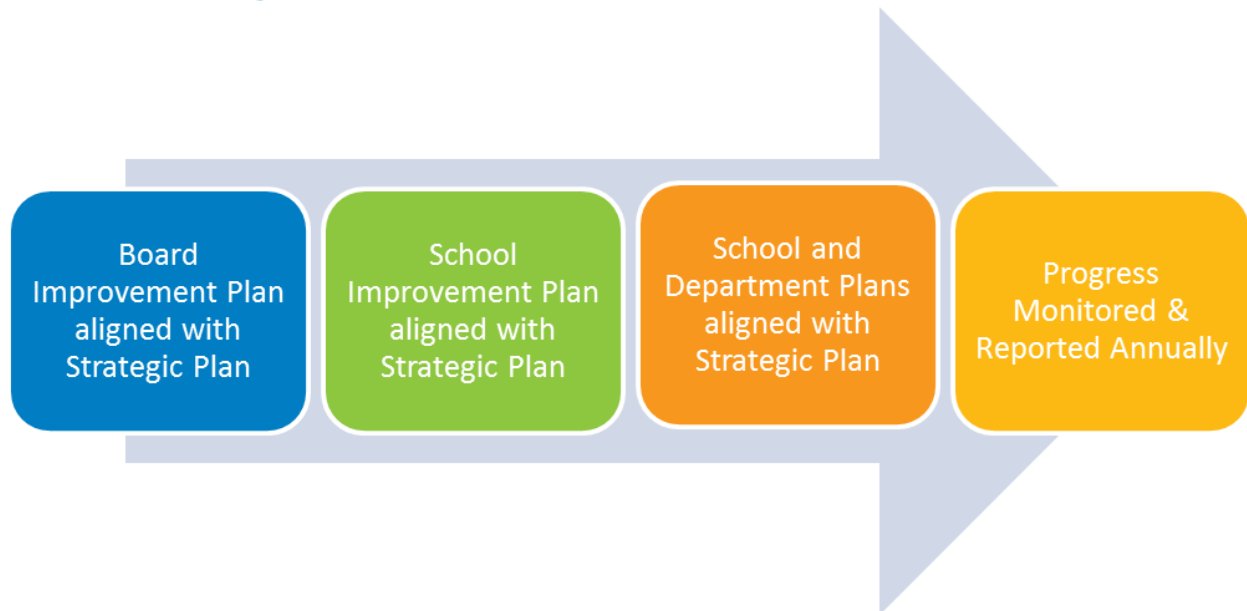 Board
Improvement Plan
aligned with
Strategic Plan
School
Improvement Plan
aligned with
Strategic Plan
School and
Department Plans
aligned with
Strategic Plan
Progress
Monitored &
Reported Annually